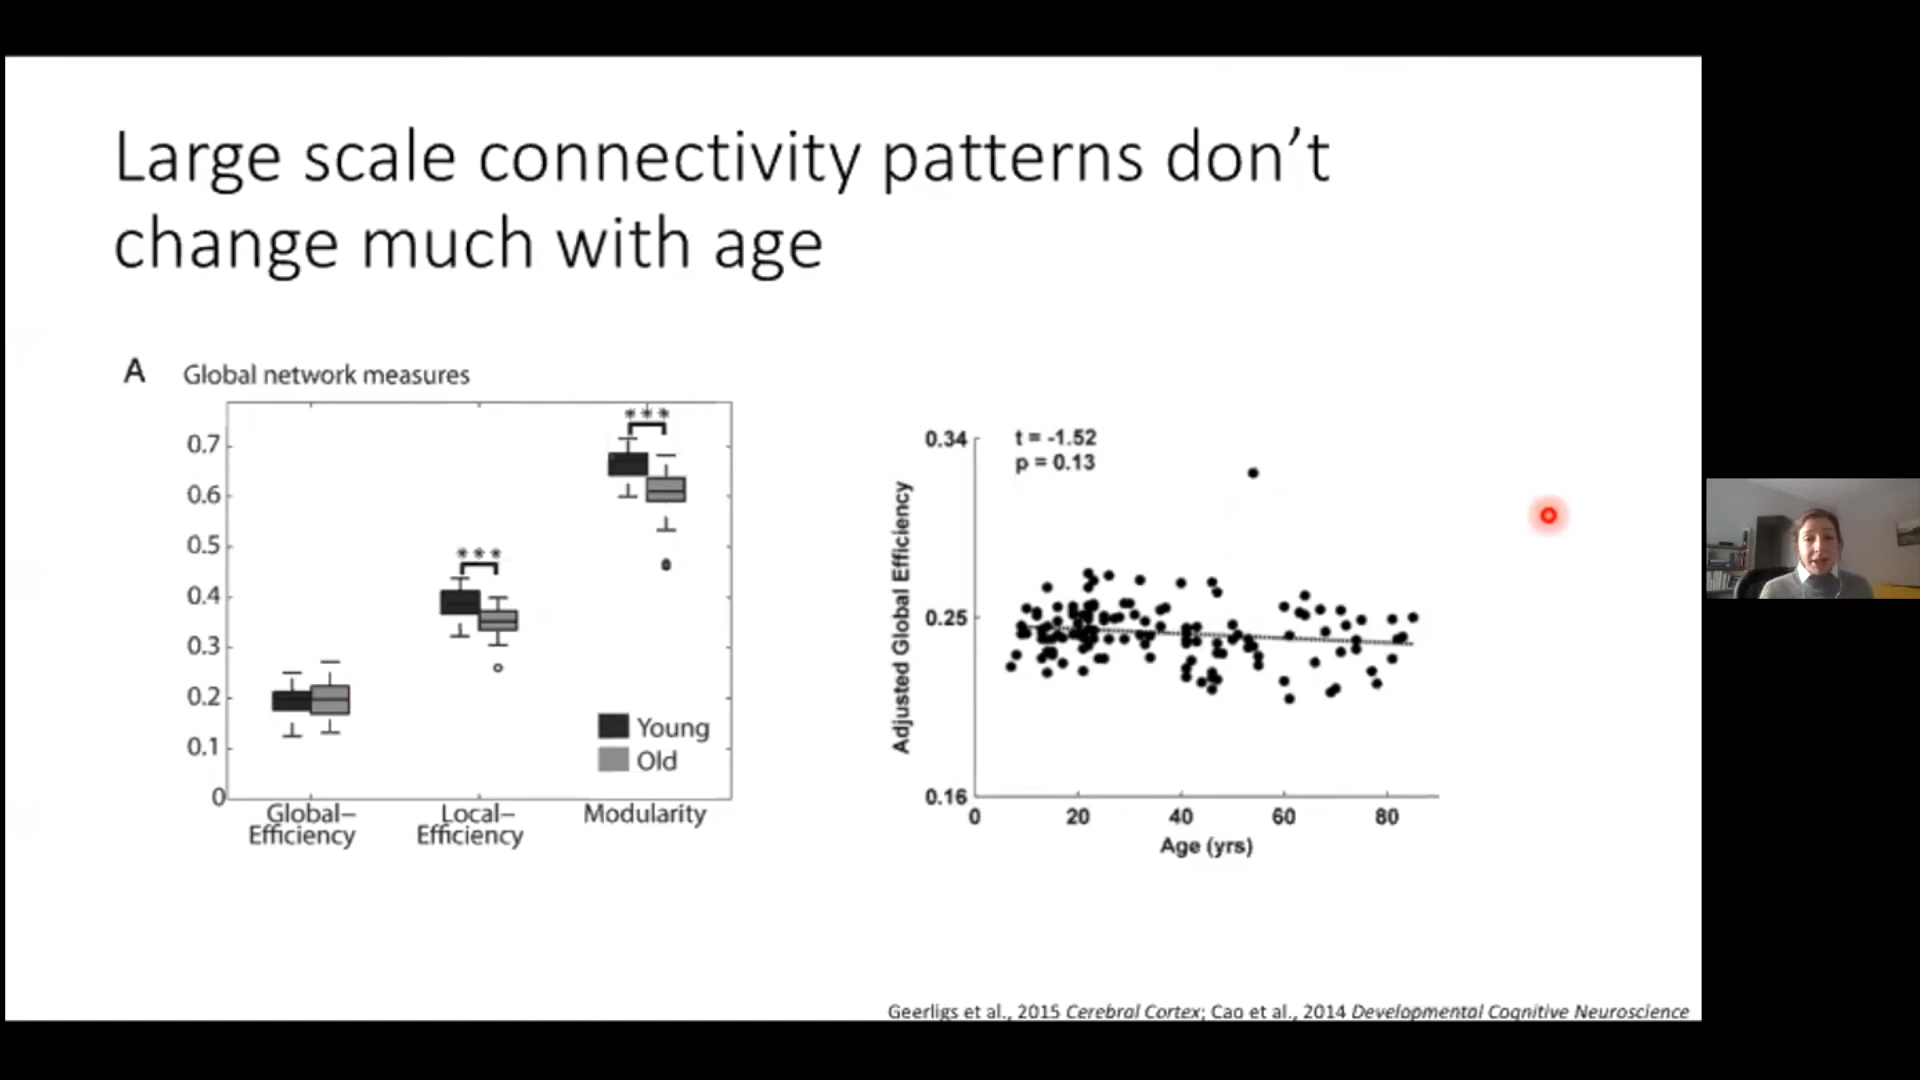 Large scale connectivity patterns don’t
change much with age
A Global network measures
***
***
0.7
0.6
0.5
0.4
0.3
0.2
0.1
0
Young
Old
Global–
Efficiency
Local–
Efficiency
Modularity
t = -1.52
p = 0.13
0.34
0.25
0.16
Adjusted Global Efficiency
0 20 40 60 80
Age (yrs)
Geerligs et al., 2015 Cerebral Cortex; Cao et al., 2014 Developmental Cognitive Neuroscience